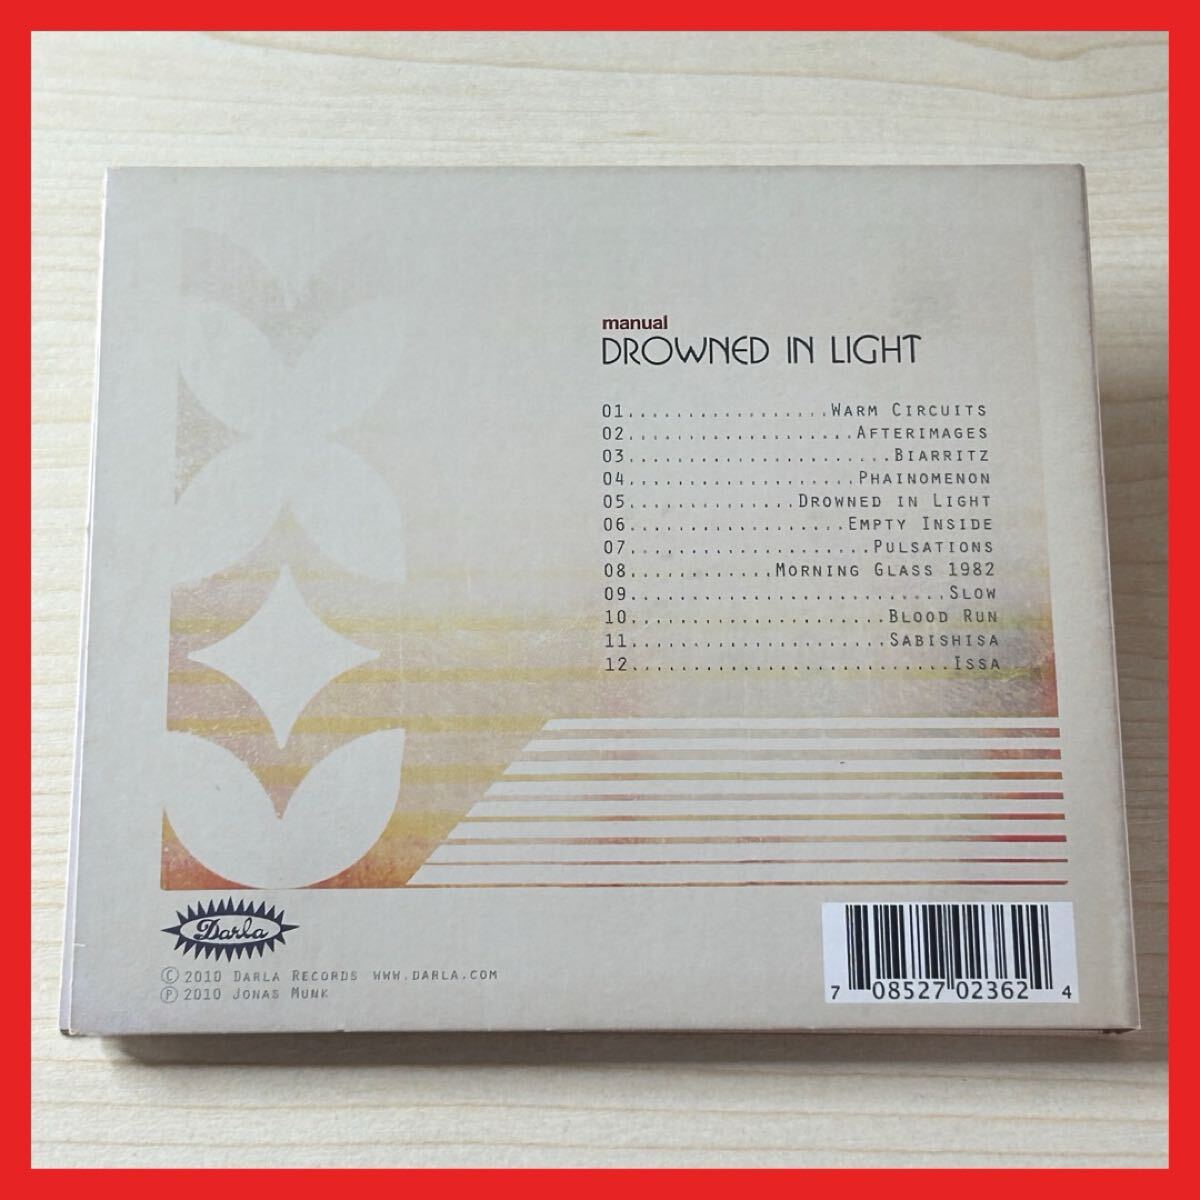 manual
DROWNED IN LIGHT
01.................WARM CIRCUITS
02...................AFTERIMAGES
03......................BIARRITZ
04...................PHAINOMENON
05..............DROWNED IN LIGHT
06..................EMPTY INSIDE
07....................PULSATIONS
08............MORNING GLASS 1982
09..........................SLOW
10.....................BLOOD RUN
11.....................SABISHISA
12..........................ISSA
Darla
© 2010 DARLA RECORDS WWW.DARLA.COM
℗ 2010 JONAS MUNK
7 08527 02362 4